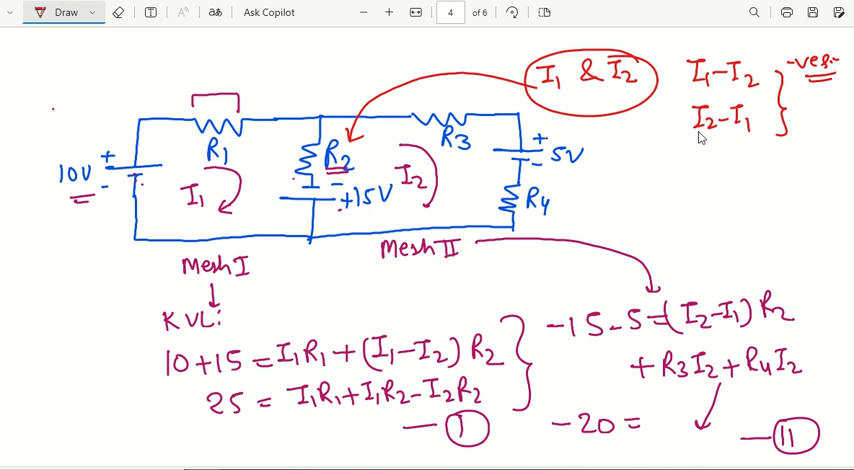 Draw
Ask Copilot
4 of 6
I₁ & I₂
I₁-I₂
-ves.
I₂-I₁
R₁
R₂
R₃
+
5V
-
10V
+
-
I₁
-
+15V
I₂
R₄
Mesh I
Mesh II
KVL:
10+15 = I₁R₁+(I₁-I₂) R₂
25 = I₁R₁+I₁R₂-I₂R₂
— I
-15-5 = (I₂-I₁) R₂
+ R₃I₂+R₄I₂
-20 =
— II